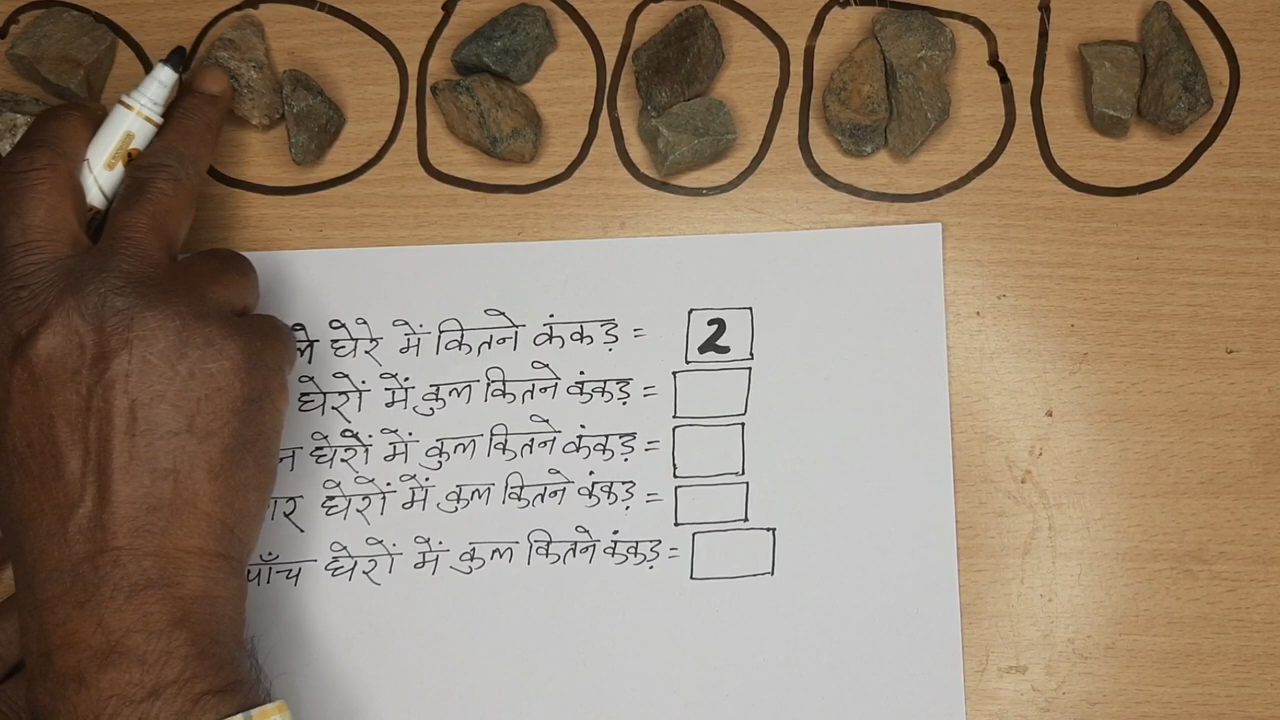 घेरे में कितने कंकड़ = 2
घेरों में कुल कितने कंकड़ =
घेरों में कुल कितने कंकड़ =
घेरों में कुल कितने कंकड़ =
पाँच घेरों में कुल कितने कंकड़ =